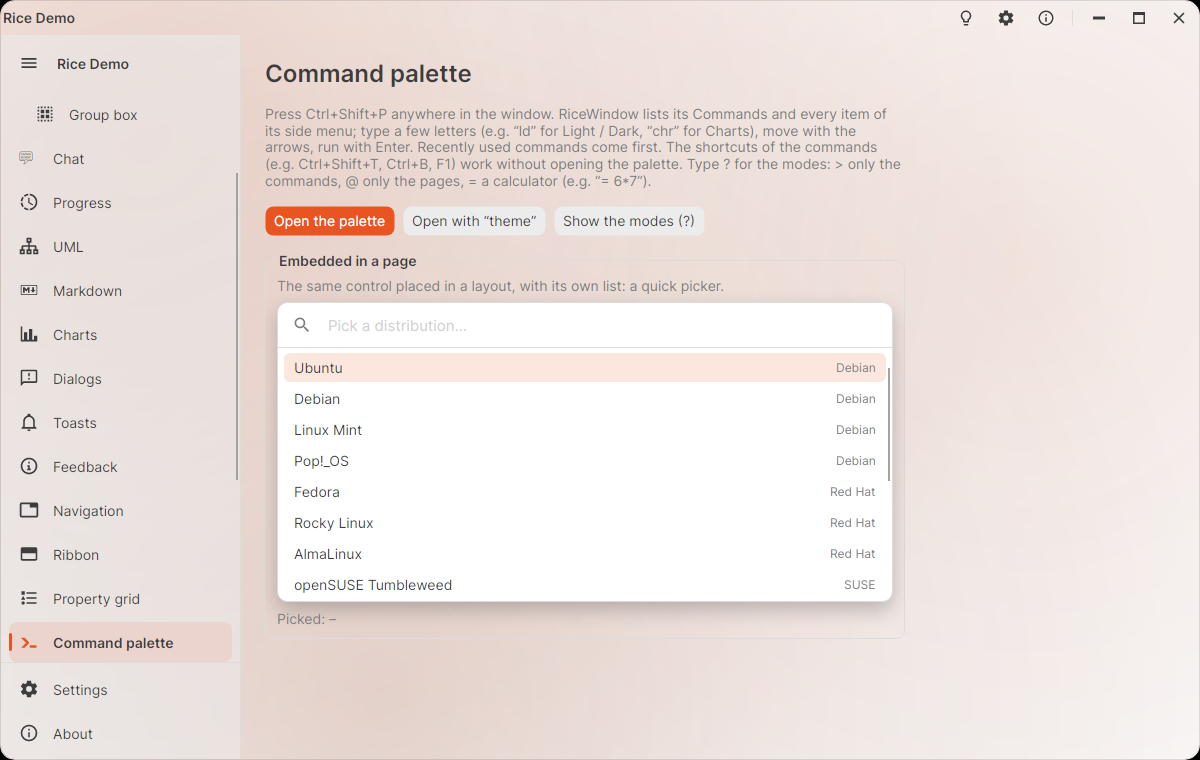 Rice Demo
Rice Demo
Group box
Chat
Progress
UML
Markdown
Charts
Dialogs
Toasts
Feedback
Navigation
Ribbon
Property grid
Command palette
Settings
About
Command palette
Press Ctrl+Shift+P anywhere in the window. RiceWindow lists its Commands and every item of
its side menu; type a few letters (e.g. “ld” for Light / Dark, “chr” for Charts), move with the
arrows, run with Enter. Recently used commands come first. The shortcuts of the commands
(e.g. Ctrl+Shift+T, Ctrl+B, F1) work without opening the palette. Type ? for the modes: > only the
commands, @ only the pages, = a calculator (e.g. “= 6*7”).
Open the palette
Open with “theme”
Show the modes (?)
Embedded in a page
The same control placed in a layout, with its own list: a quick picker.
Pick a distribution...
Ubuntu Debian
Debian Debian
Linux Mint Debian
Pop!_OS Debian
Fedora Red Hat
Rocky Linux Red Hat
AlmaLinux Red Hat
openSUSE Tumbleweed SUSE
Picked: –